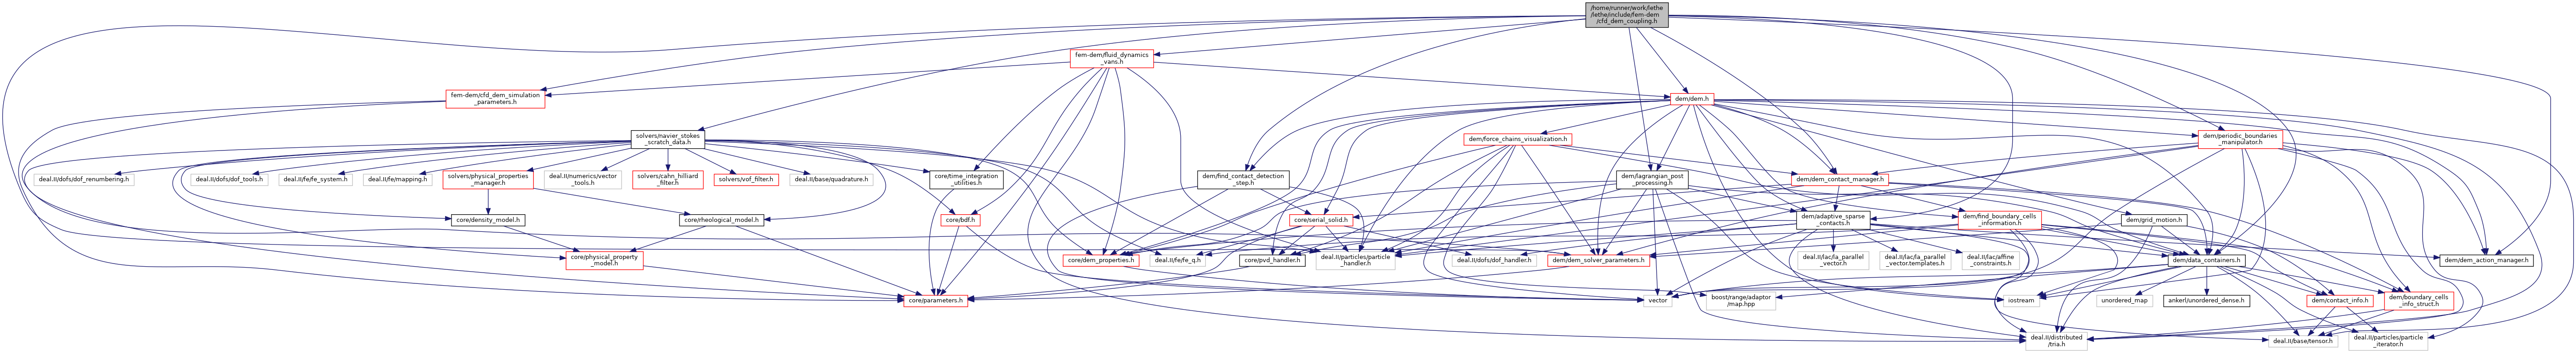 /home/runner/work/lethe
/lethe/include/fem-dem
/cfd_dem_coupling.h
fem-dem/fluid_dynamics
_vans.h
fem-dem/cfd_dem_simulation
_parameters.h
dem/dem.h
solvers/navier_stokes
_scratch_data.h
dem/force_chains_visualization.h
dem/periodic_boundaries
_manipulator.h
deal.II/dofs/dof_renumbering.h
deal.II/dofs/dof_tools.h
deal.II/fe/fe_system.h
deal.II/fe/mapping.h
solvers/physical_properties
_manager.h
deal.II/numerics/vector
_tools.h
solvers/cahn_hilliard
_filter.h
solvers/vof_filter.h
deal.II/base/quadrature.h
core/time_integration
_utilities.h
dem/find_contact_detection
_step.h
dem/lagrangian_post
_processing.h
dem/dem_contact_manager.h
core/density_model.h
core/rheological_model.h
core/bdf.h
core/serial_solid.h
dem/adaptive_sparse
_contacts.h
dem/find_boundary_cells
_information.h
dem/grid_motion.h
core/physical_property
_model.h
deal.II/fe/fe_q.h
core/dem_properties.h
core/pvd_handler.h
deal.II/particles/particle
_handler.h
deal.II/dofs/dof_handler.h
dem/dem_solver_parameters.h
deal.II/lac/la_parallel
_vector.h
deal.II/lac/la_parallel
_vector.templates.h
deal.II/lac/affine
_constraints.h
dem/data_containers.h
dem/dem_action_manager.h
core/parameters.h
vector
boost/range/adaptor
/map.hpp
iostream
unordered_map
ankerl/unordered_dense.h
dem/contact_info.h
dem/boundary_cells
_info_struct.h
deal.II/distributed
/tria.h
deal.II/base/tensor.h
deal.II/particles/particle
_iterator.h